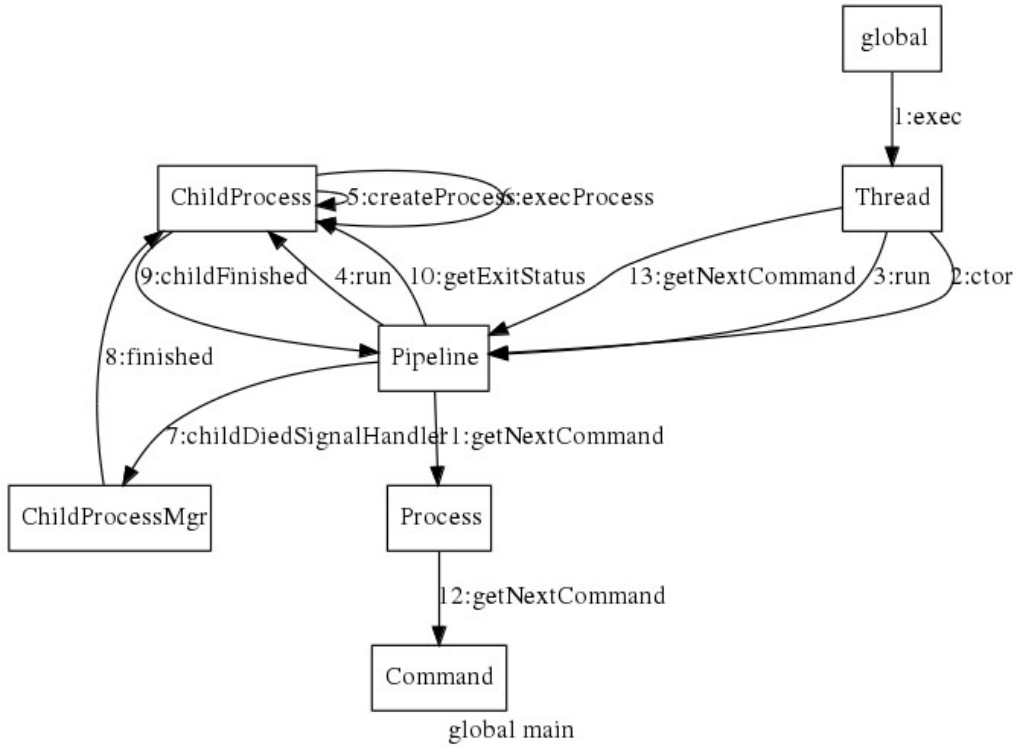 global
1:exec
ChildProcess
5:createProcess
6:execProcess
Thread
9:childFinished
4:run
10:getExitStatus
13:getNextCommand
3:run
2:ctor
8:finished
Pipeline
7:childDiedSignalHandler
1:getNextCommand
ChildProcessMgr
Process
12:getNextCommand
Command
global main